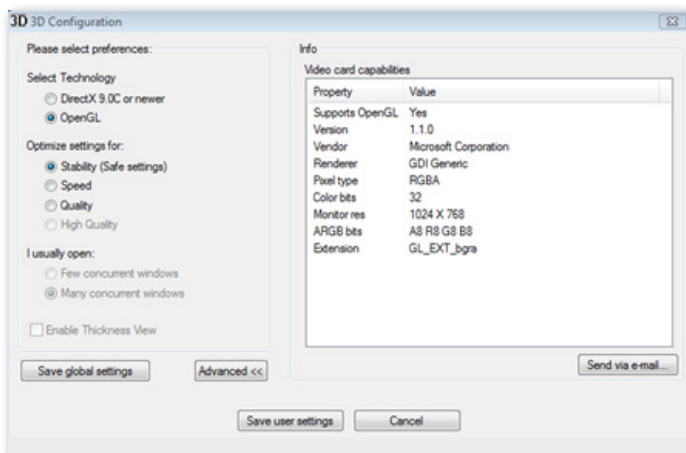 3D 3D Configuration
Please select preferences:
Select Technology
DirectX 9.0C or newer
OpenGL
Optimize settings for:
Stability (Safe settings)
Speed
Quality
High Quality
I usually open:
Few concurrent windows
Many concurrent windows
Enable Thickness View
Save global settings
Advanced <<
Info
Video card capabilities
Property Value
Supports OpenGL Yes
Version 1.1.0
Vendor Microsoft Corporation
Renderer GDI Generic
Pixel type RGBA
Color bits 32
Monitor res 1024 X 768
ARGB bits A8 R8 G8 B8
Extension GL_EXT_bgra
Send via e-mail...
Save user settings
Cancel